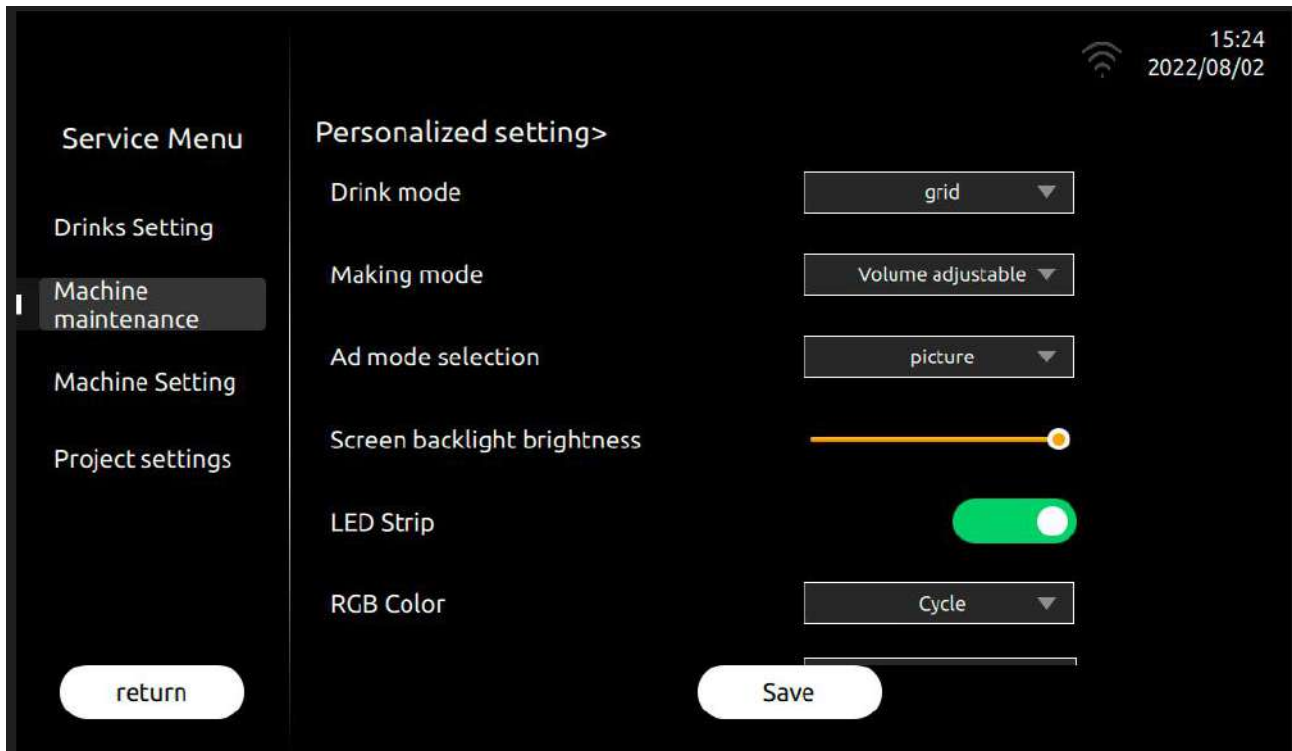 15:24
2022/08/02
Service Menu
Drinks Setting
Machine
maintenance
Machine Setting
Project settings
return
Personalized setting>
Drink mode
grid
Making mode
Volume adjustable
Ad mode selection
picture
Screen backlight brightness
LED Strip
RGB Color
Cycle
Save